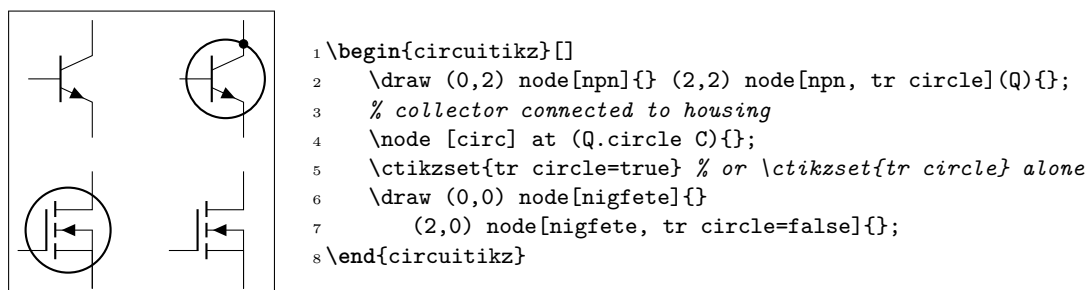 1 \begin{circuitikz}[]
2 \draw (0,2) node[npn]{} (2,2) node[npn, tr circle](Q){};
3 % collector connected to housing
4 \node [circ] at (Q.circle C){};
5 \ctikzset{tr circle=true} % or \ctikzset{tr circle} alone
6 \draw (0,0) node[nigfete]{}
7 (2,0) node[nigfete, tr circle=false]{};
8 \end{circuitikz}